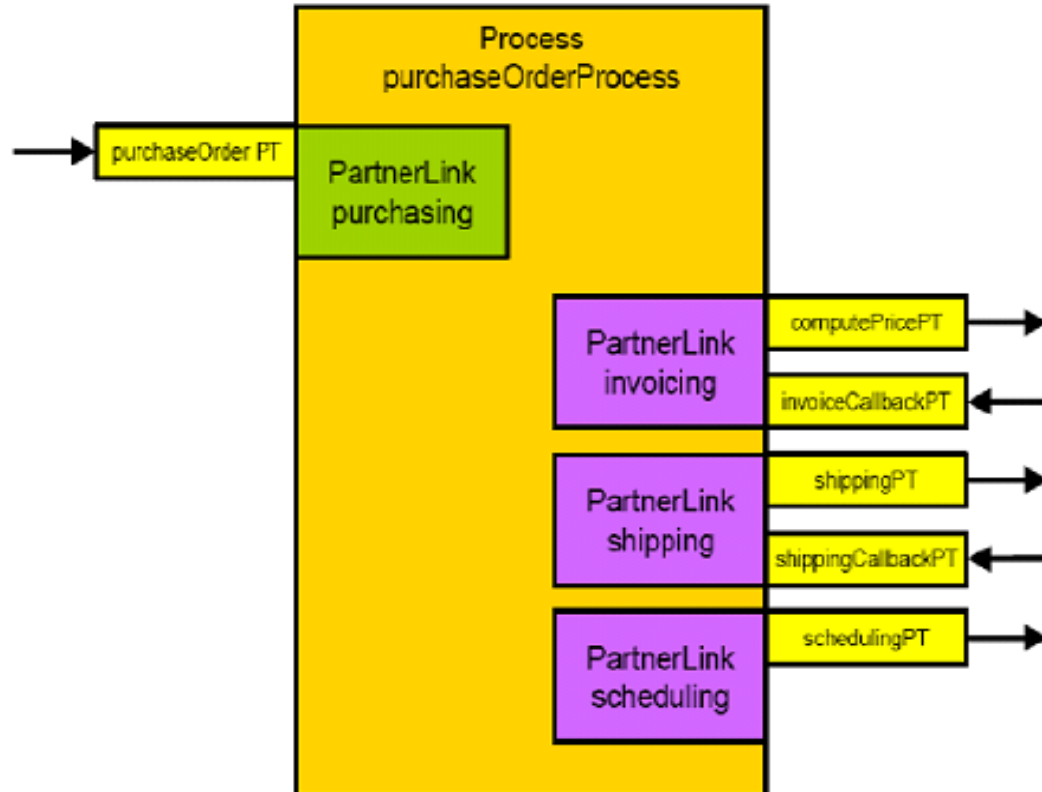 Process
purchaseOrderProcess
purchaseOrder PT
PartnerLink
purchasing
PartnerLink
invoicing
computePricePT
invoiceCallbackPT
PartnerLink
shipping
shippingPT
shippingCallbackPT
PartnerLink
scheduling
schedulingPT